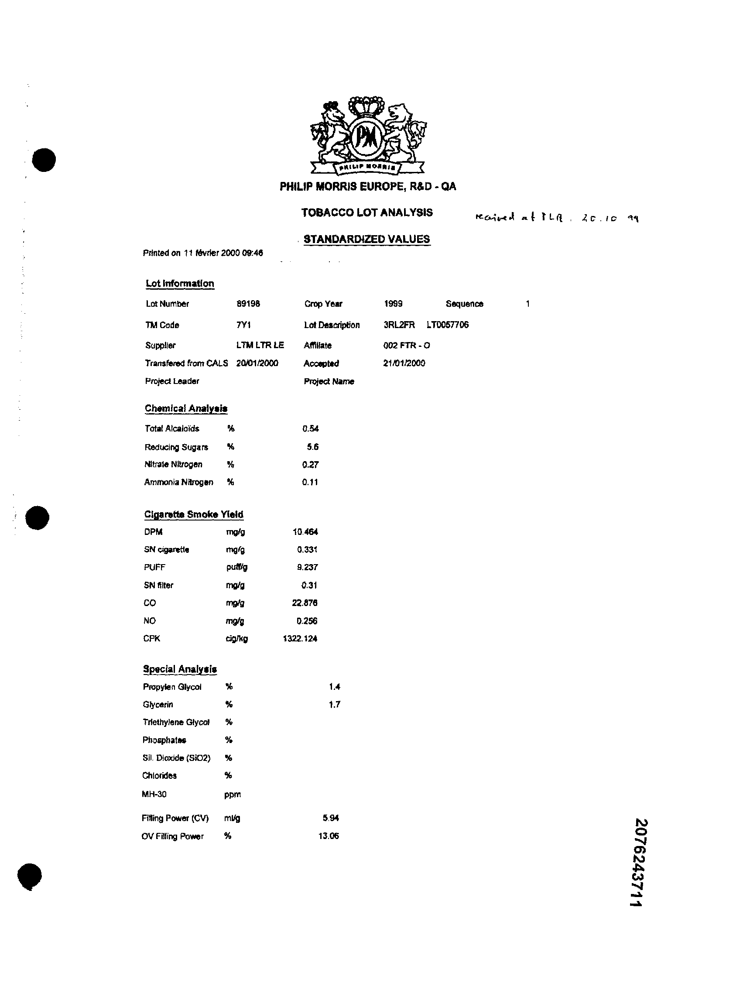 PM
PHILIP MORRIS
PHILIP MORRIS EUROPE, R&D - QA
TOBACCO LOT ANALYSIS
at 20.10 99
STANDARDIZED VALUES
Printed on 11 février 2000 09:46
Lot Information
Lot Number 89198 Crop Year 1999 Sequence 1
TM Code 7Y1 Lot Description 3RL2FR LT0057706
Supplier LTM LTR LE Affiliate 002 FTR - O
Transfered from CALS 20/01/2000 Accepted 21/01/2000
Project Leader Project Name
Chemical Analysis
Total Alcaloïds % 0.54
Reducing Sugars % 5.6
Nitrate Nitrogen % 0.27
Ammonia Nitrogen % 0.11
Cigarette Smoke Yield
DPM mg/g 10.464
SN cigarette mg/g 0.331
PUFF puff/g 9.237
SN filter mg/g 0.31
CO mg/g 22.876
NO mg/g 0.256
CPK cig/kg 1322.124
Special Analysis
Propylen Glycol % 1.4
Glycerin % 1.7
Triethylene Glycol %
Phosphates %
Sil. Dioxide (SiO2) %
Chlorides %
MH-30 ppm
Filling Power (CV) ml/g 5.94
OV Filling Power % 13.06
2076243711